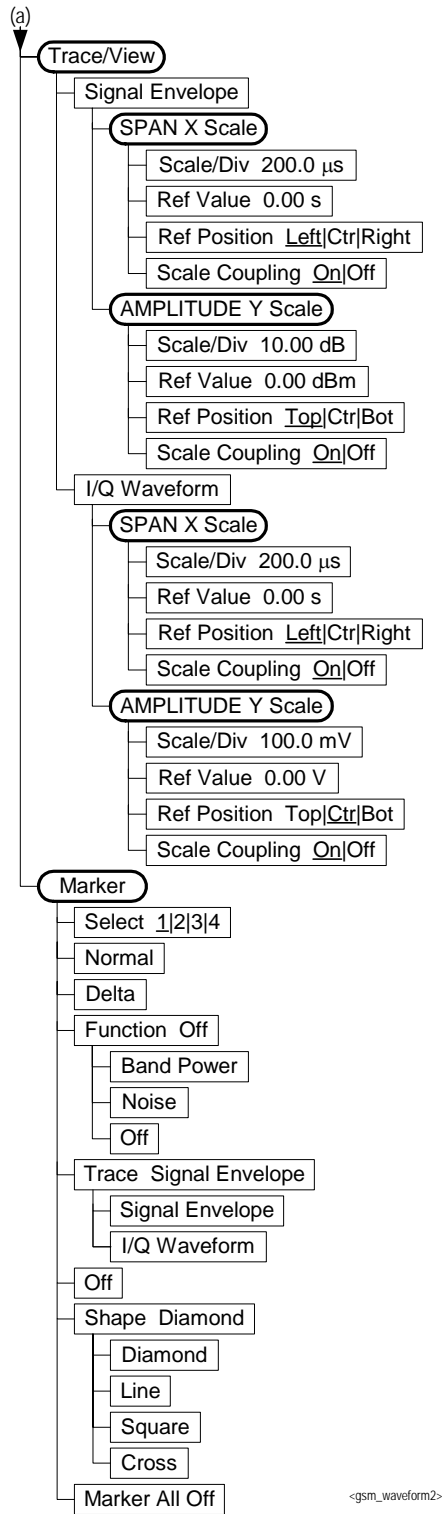 (a)
Trace/View
Signal Envelope
SPAN X Scale
Scale/Div 200.0 μs
Ref Value 0.00 s
Ref Position Left|Ctr|Right
Scale Coupling On|Off
AMPLITUDE Y Scale
Scale/Div 10.00 dB
Ref Value 0.00 dBm
Ref Position Top|Ctr|Bot
Scale Coupling On|Off
I/Q Waveform
SPAN X Scale
Scale/Div 200.0 μs
Ref Value 0.00 s
Ref Position Left|Ctr|Right
Scale Coupling On|Off
AMPLITUDE Y Scale
Scale/Div 100.0 mV
Ref Value 0.00 V
Ref Position Top|Ctr|Bot
Scale Coupling On|Off
Marker
Select 1|2|3|4
Normal
Delta
Function Off
Band Power
Noise
Off
Trace Signal Envelope
Signal Envelope
I/Q Waveform
Off
Shape Diamond
Diamond
Line
Square
Cross
Marker All Off
<gsm_waveform2>